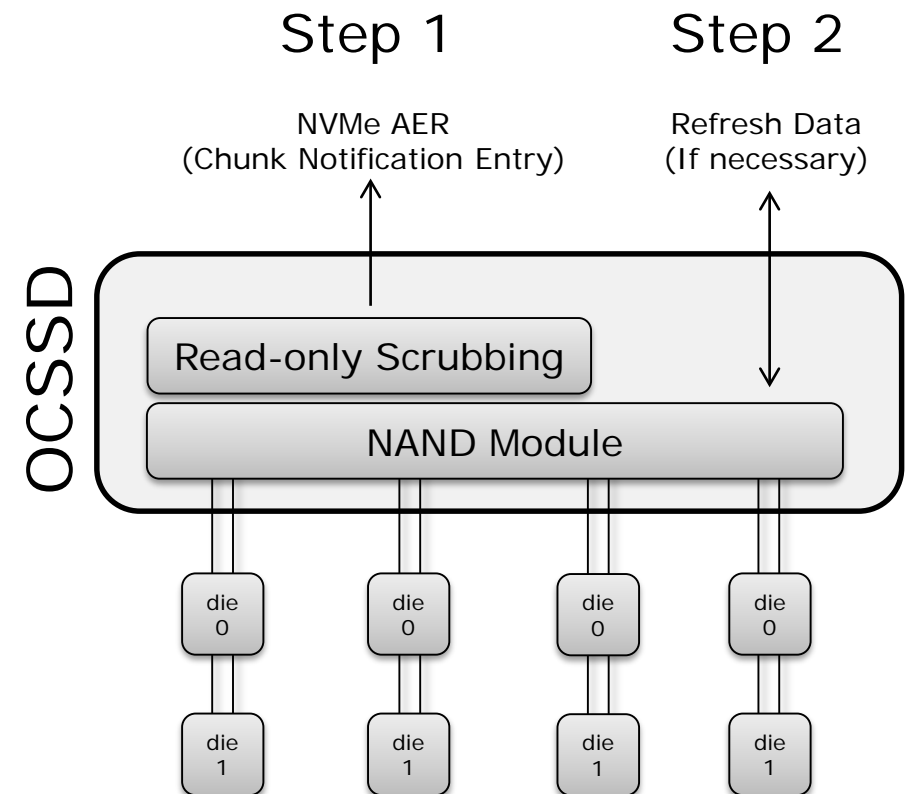 Step 1
Step 2
NVMe AER
(Chunk Notification Entry)
Refresh Data
(If necessary)
OCSSD
Read-only Scrubbing
NAND Module
die
0
die
0
die
0
die
0
die
1
die
1
die
1
die
1